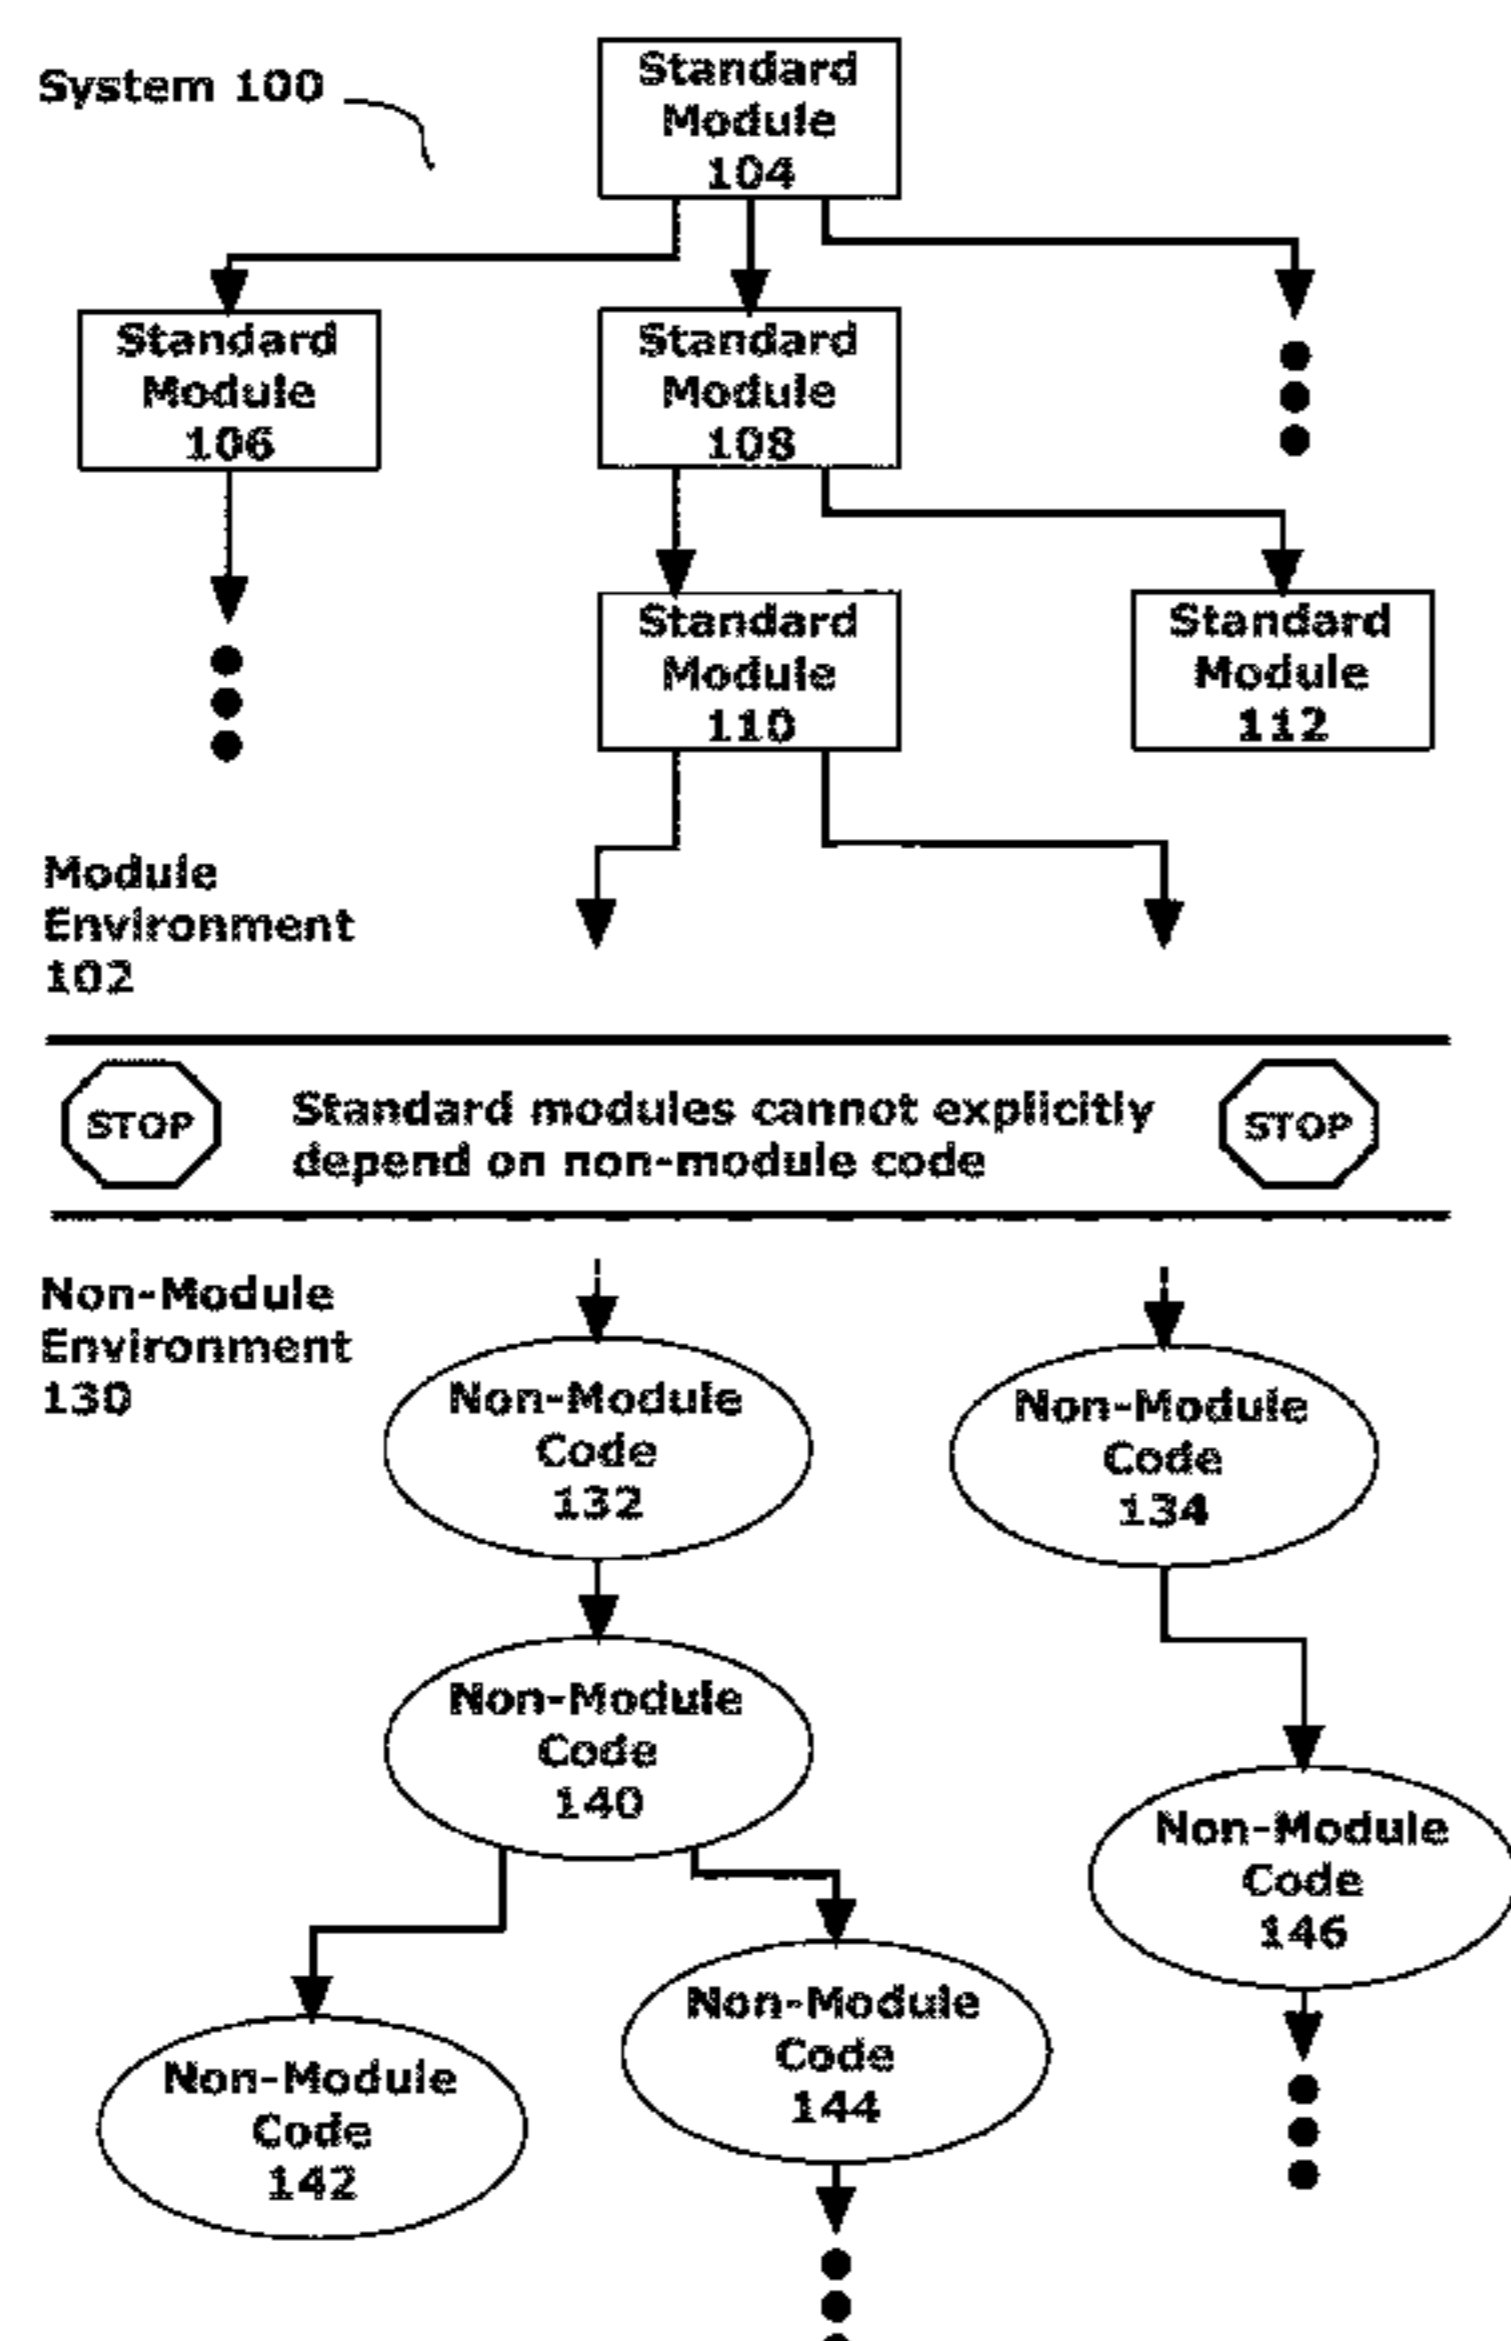 System 100
Standard
Module
104
Standard
Module
106
Standard
Module
108
Standard
Module
110
Standard
Module
112
Module
Environment
102
STOP
Standard modules cannot explicitly
depend on non-module code
STOP
Non-Module
Environment
130
Non-Module
Code
132
Non-Module
Code
134
Non-Module
Code
140
Non-Module
Code
146
Non-Module
Code
144
Non-Module
Code
142